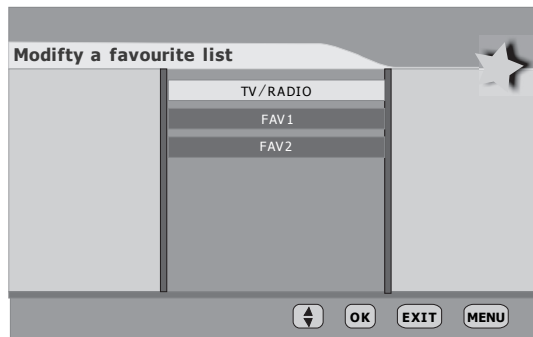 Modifty a favourite list
TV/RADIO
FAV1
FAV2
OK EXIT MENU